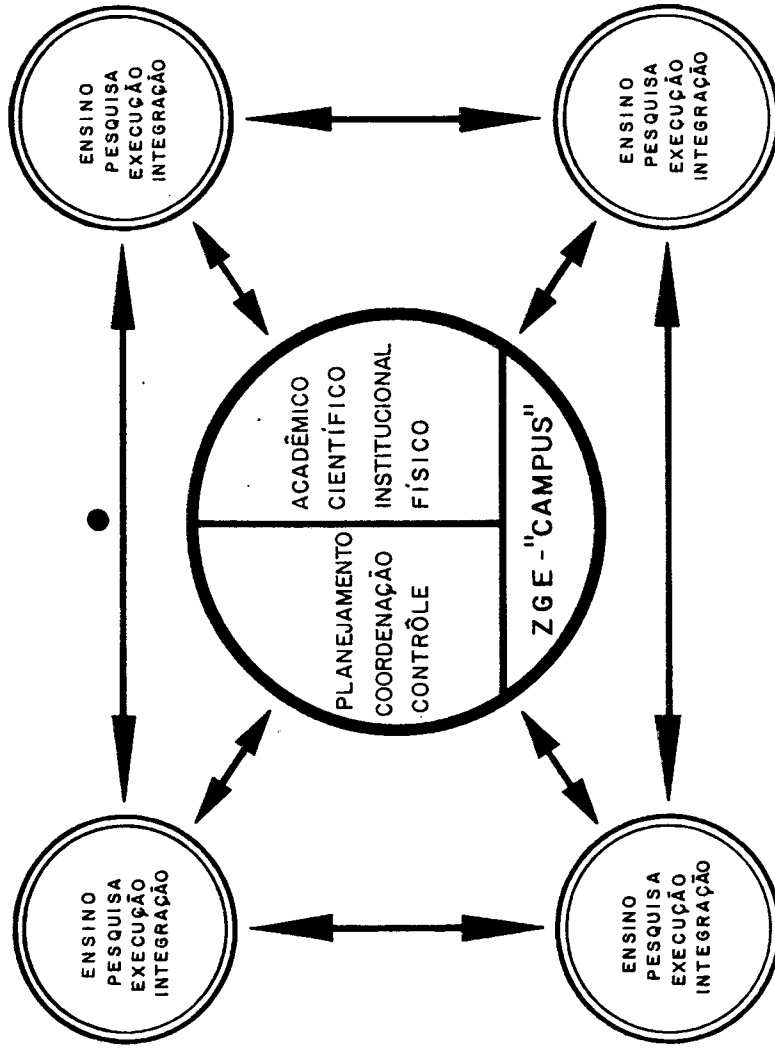 ENSINO
PESQUISA
EXECUÇÃO
INTEGRAÇÃO
ENSINO
PESQUISA
EXECUÇÃO
INTEGRAÇÃO
PLANEJAMENTO
COORDENAÇÃO
CONTRÔLE
ACADÊMICO
CIENTÍFICO
INSTITUCIONAL
FÍSICO
ZGE - "CAMPUS"
ENSINO
PESQUISA
EXECUÇÃO
INTEGRAÇÃO
ENSINO
PESQUISA
EXECUÇÃO
INTEGRAÇÃO